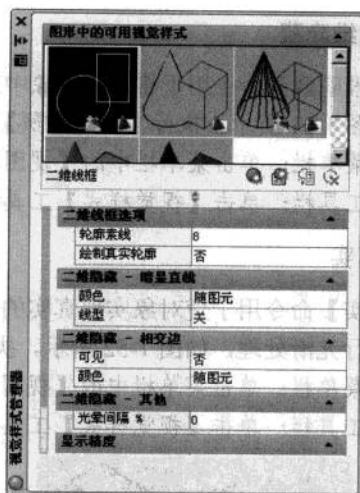 图形中的可用视觉样式
二维线框
二维线框选项
轮廓素线 8
绘制真实轮廓 否
二维隐藏 - 暗显直线
颜色 随图元
线型 关
二维隐藏 - 相交边
可见 否
颜色 随图元
二维隐藏 - 其他
光晕间隔 % 0
显示精度
视觉样式管理器